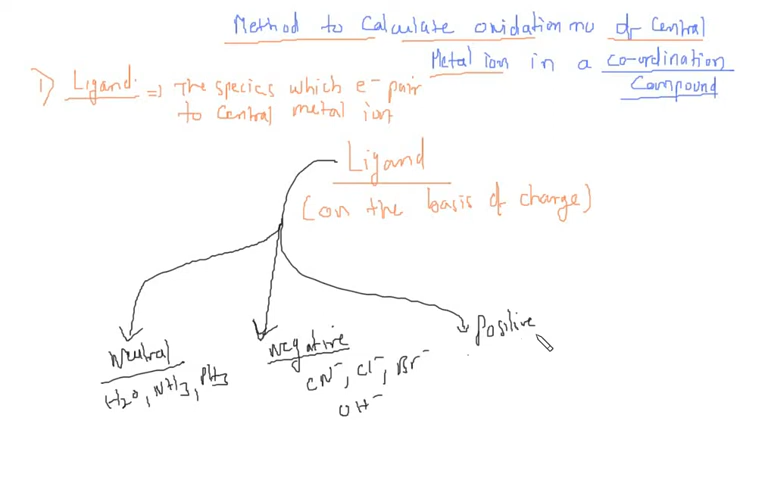 Method to Calculate oxidation no of Central
Metal ion in a co-ordination
Compound
1) Ligand. => The species which e- pair
to central metal ion
Ligand
(on the basis of charge)
Neutral
H2O, NH3, PH3
Negative
CN-, Cl-, Br-
OH-
Positive